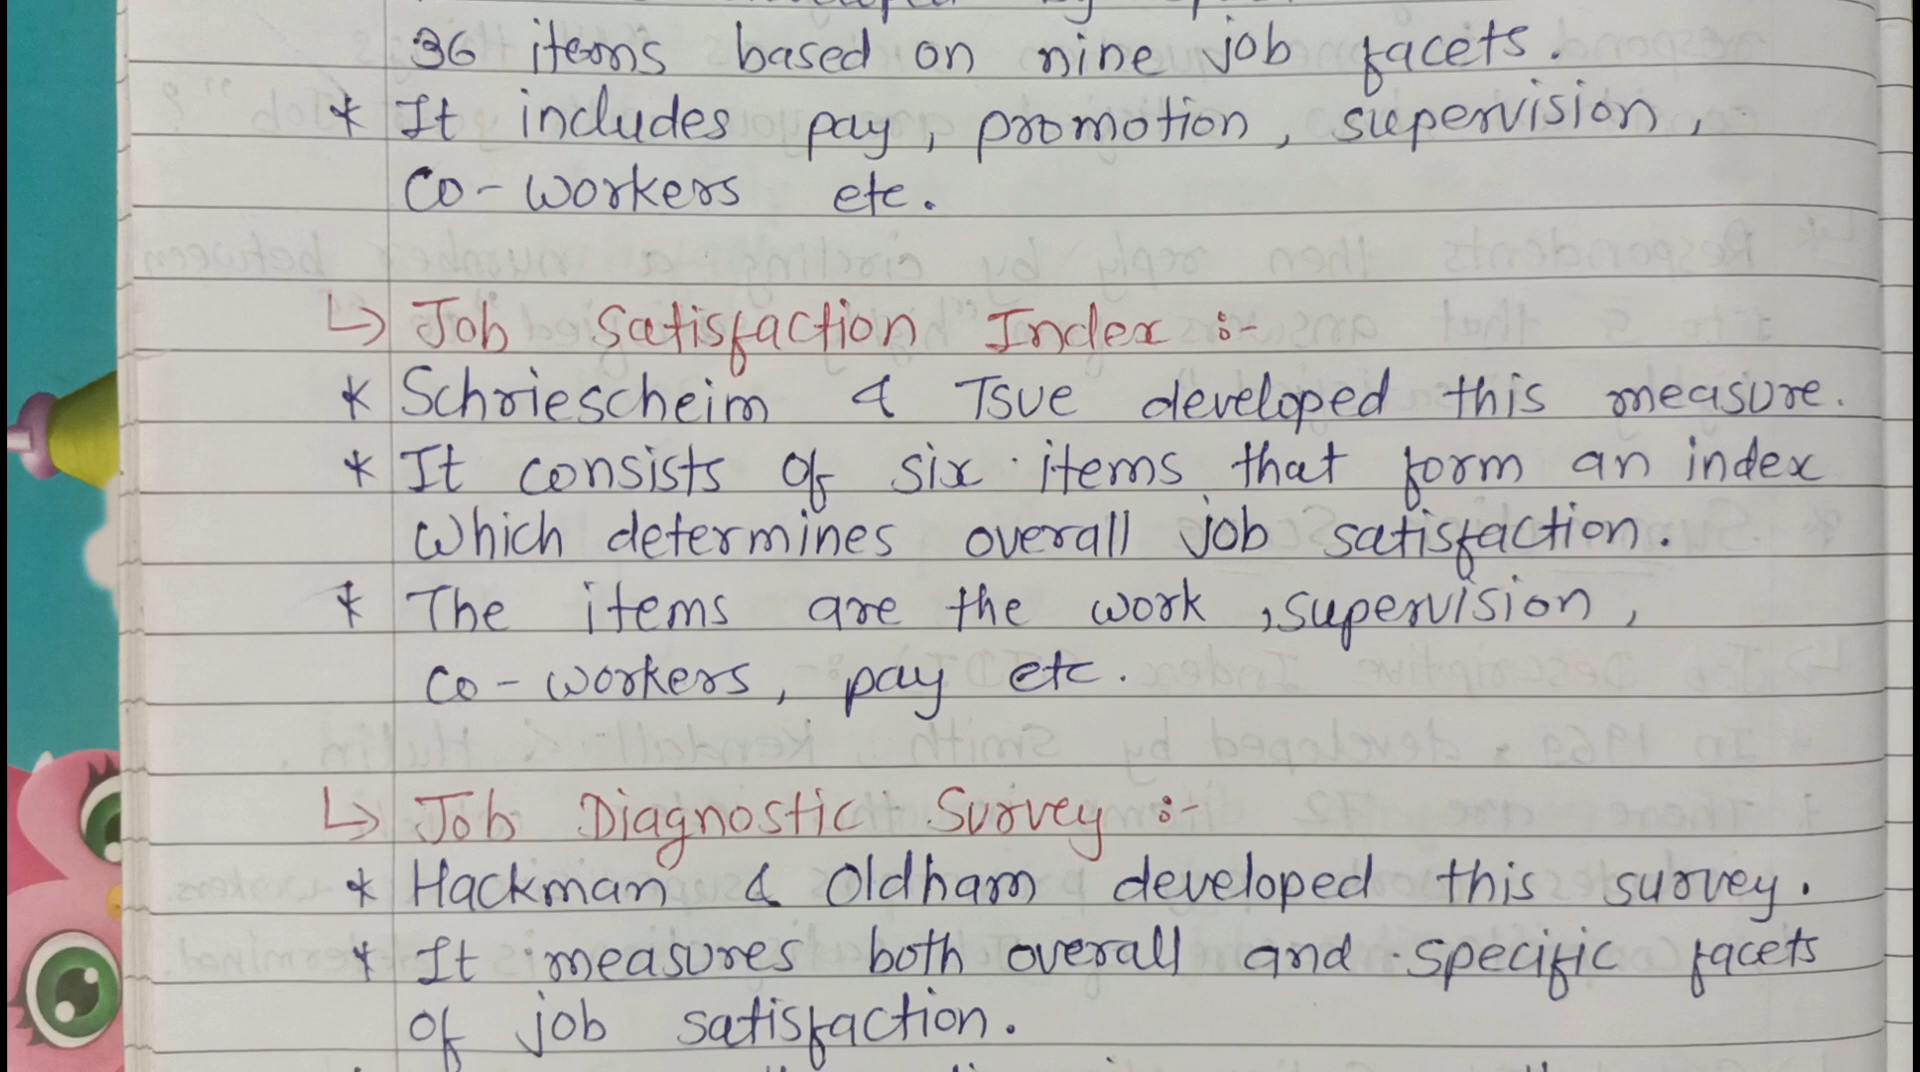 36 items based on nine job facets.
* It includes pay, promotion, supervision,
co-workers etc.
↳ Job Satisfaction Index :-
* Schriescheim & Tsue developed this measure.
* It consists of six items that form an index
which determines overall job satisfaction.
* The items are the work, supervision,
co-workers, pay etc.
↳ Job Diagnostic Survey :-
* Hackman & Oldham developed this survey.
* It measures both overall and specific facets
of job satisfaction.